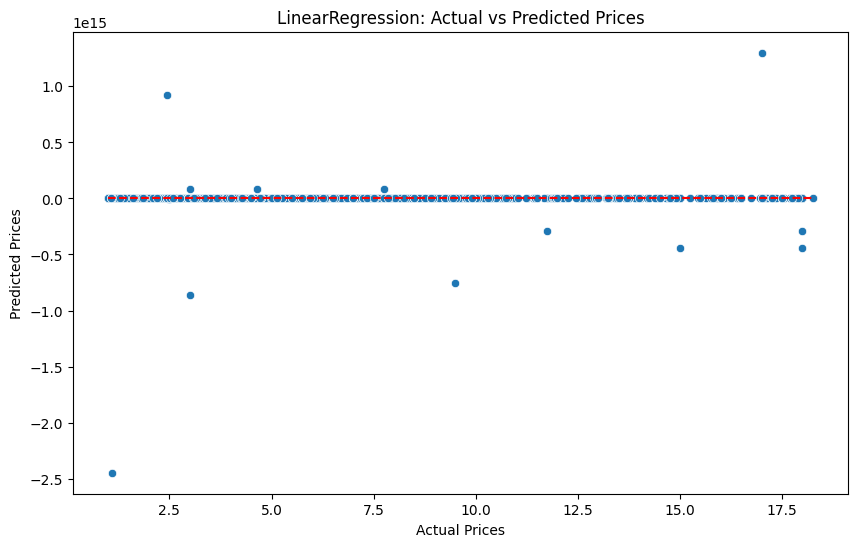 LinearRegression: Actual vs Predicted Prices
1e15
1.0
0.5
0.0
−0.5
−1.0
−1.5
−2.0
−2.5
Predicted Prices
2.5 5.0 7.5 10.0 12.5 15.0 17.5
Actual Prices